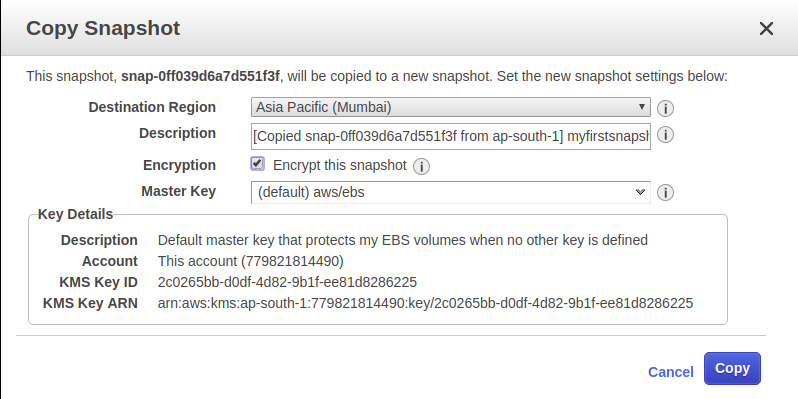 Copy Snapshot
This snapshot, snap-0ff039d6a7d551f3f, will be copied to a new snapshot. Set the new snapshot settings below:
Destination Region Asia Pacific (Mumbai)
Description [Copied snap-0ff039d6a7d551f3f from ap-south-1] myfirstsnapsh
Encryption Encrypt this snapshot
Master Key (default) aws/ebs
Key Details
Description Default master key that protects my EBS volumes when no other key is defined
Account This account (779821814490)
KMS Key ID 2c0265bb-d0df-4d82-9b1f-ee81d8286225
KMS Key ARN arn:aws:kms:ap-south-1:779821814490:key/2c0265bb-d0df-4d82-9b1f-ee81d8286225
Cancel Copy